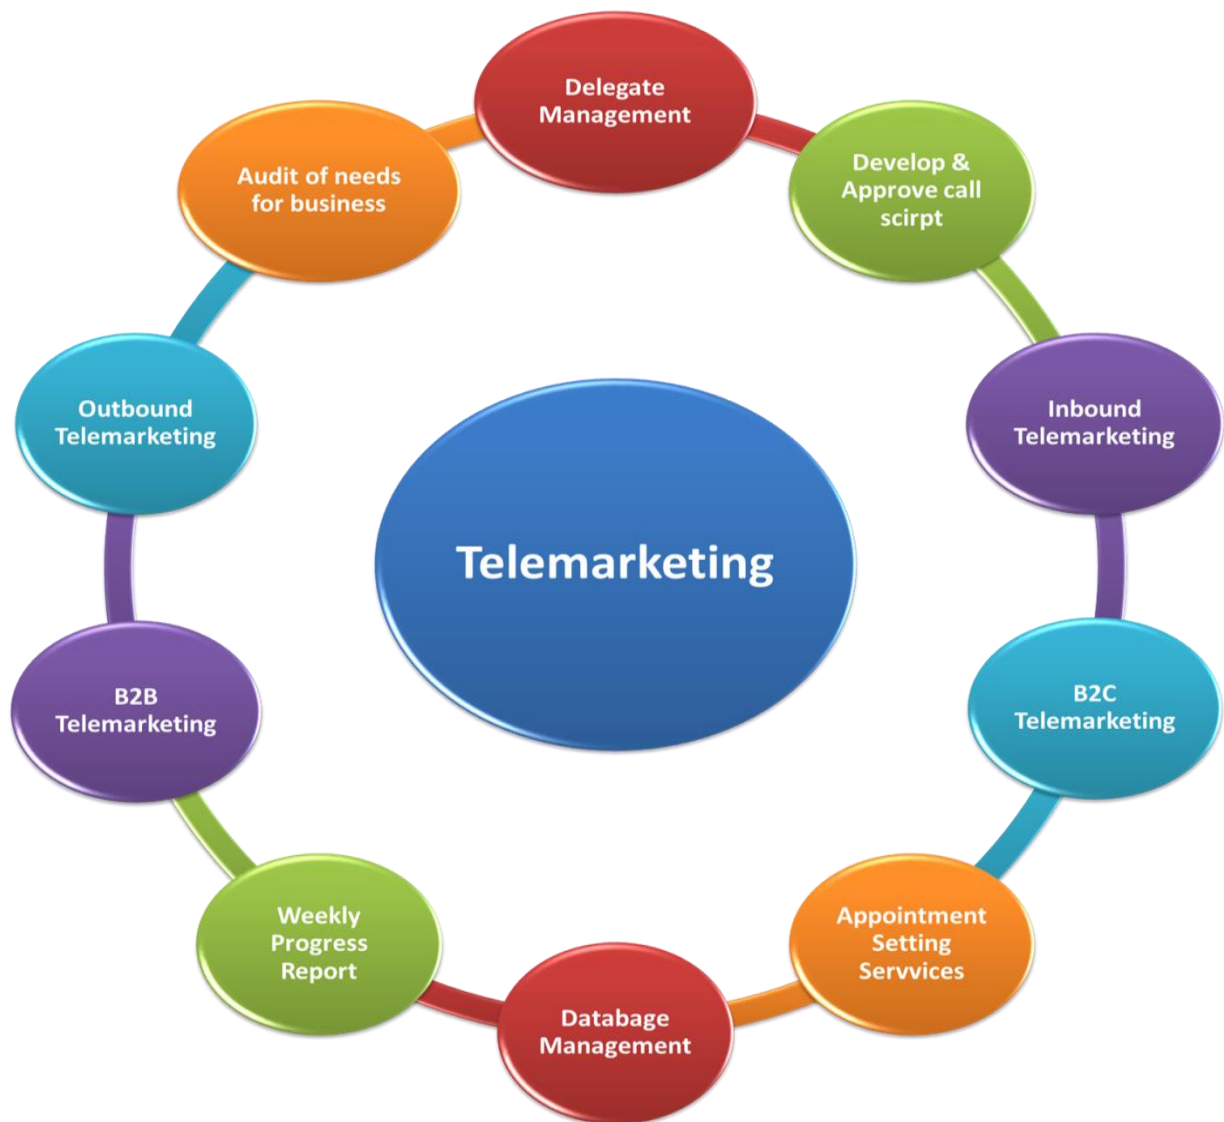 Delegate
Management
Develop &
Approve call
scirpt
Inbound
Telemarketing
B2C
Telemarketing
Appointment
Setting
Servvices
Databage
Management
Weekly
Progress
Report
B2B
Telemarketing
Outbound
Telemarketing
Audit of needs
for business
Telemarketing